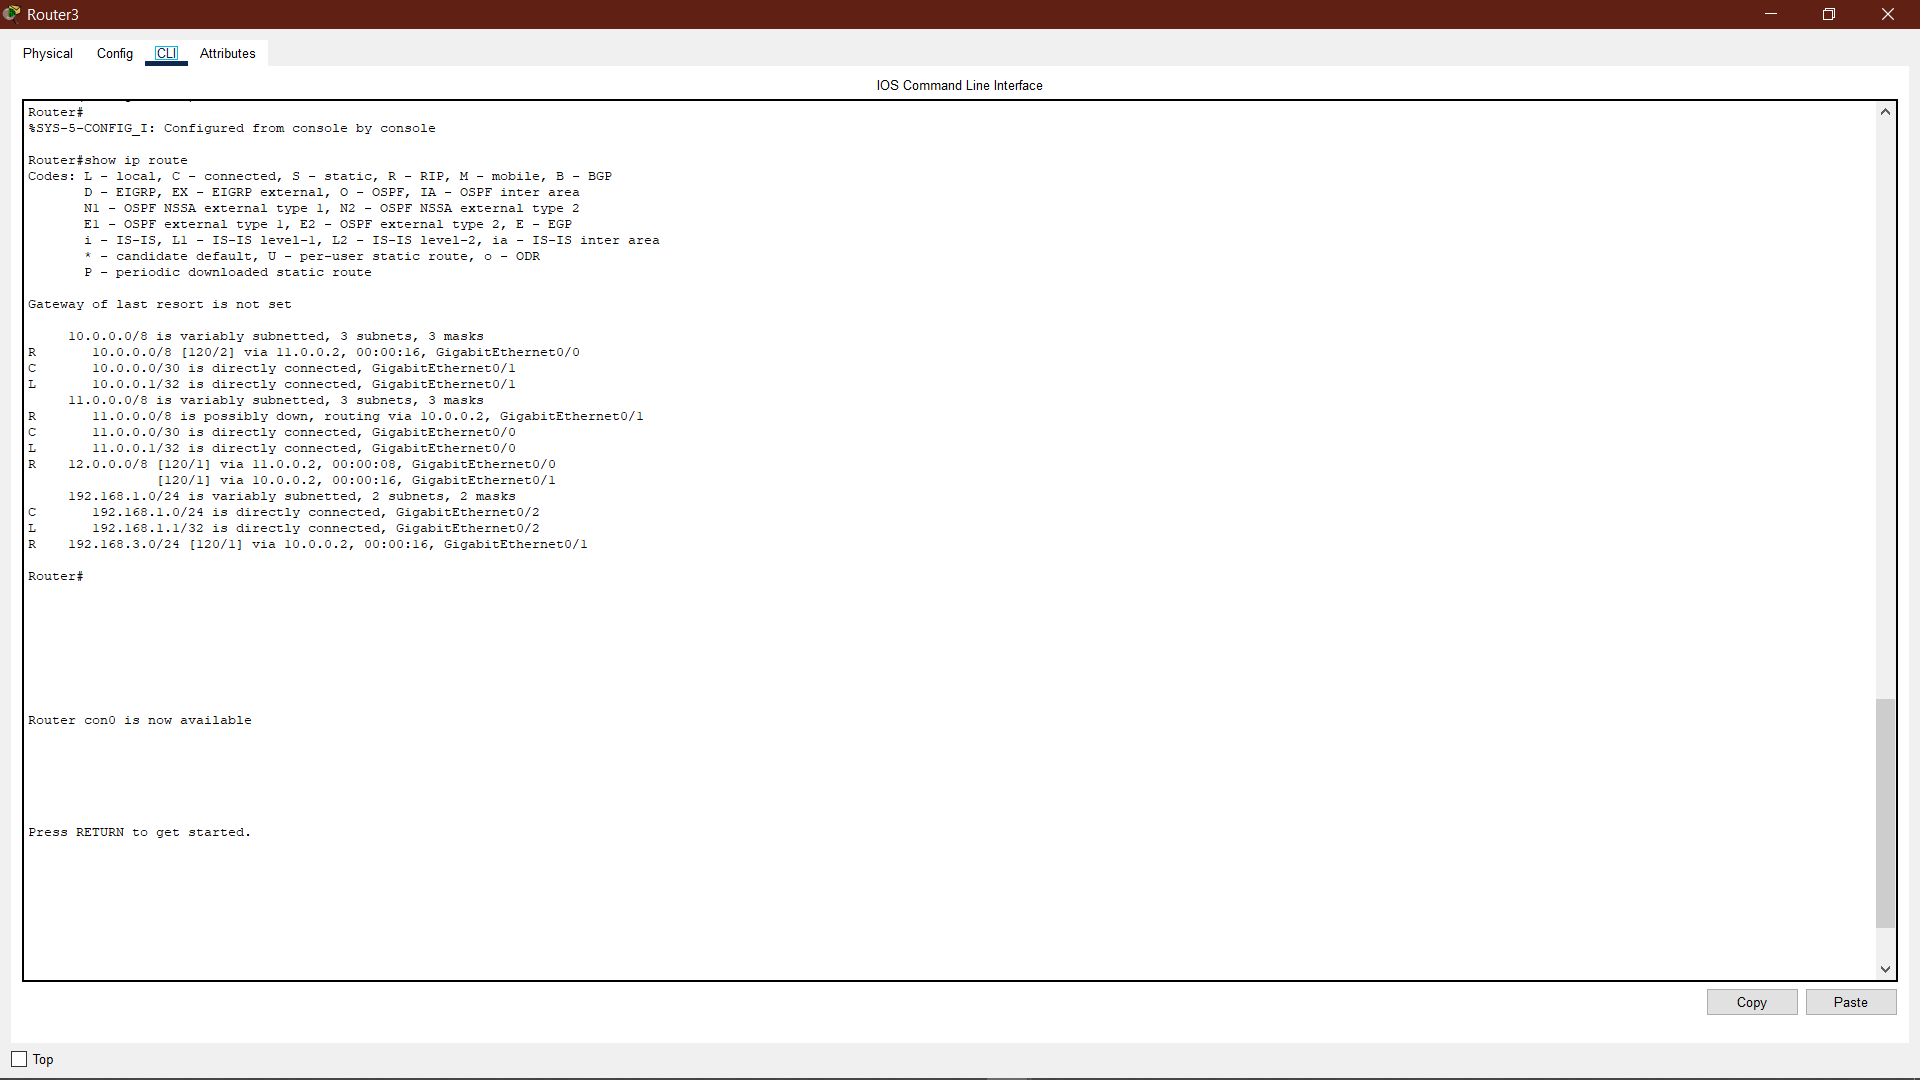 Router3
Physical Config CLI Attributes
IOS Command Line Interface
Router#
%SYS-5-CONFIG_I: Configured from console by console
Router#show ip route
Codes: L - local, C - connected, S - static, R - RIP, M - mobile, B - BGP
D - EIGRP, EX - EIGRP external, O - OSPF, IA - OSPF inter area
N1 - OSPF NSSA external type 1, N2 - OSPF NSSA external type 2
E1 - OSPF external type 1, E2 - OSPF external type 2, E - EGP
i - IS-IS, L1 - IS-IS level-1, L2 - IS-IS level-2, ia - IS-IS inter area
* - candidate default, U - per-user static route, o - ODR
P - periodic downloaded static route
Gateway of last resort is not set
10.0.0.0/8 is variably subnetted, 3 subnets, 3 masks
R 10.0.0.0/8 [120/2] via 11.0.0.2, 00:00:16, GigabitEthernet0/0
C 10.0.0.0/30 is directly connected, GigabitEthernet0/1
L 10.0.0.1/32 is directly connected, GigabitEthernet0/1
11.0.0.0/8 is variably subnetted, 3 subnets, 3 masks
R 11.0.0.0/8 is possibly down, routing via 10.0.0.2, GigabitEthernet0/1
C 11.0.0.0/30 is directly connected, GigabitEthernet0/0
L 11.0.0.1/32 is directly connected, GigabitEthernet0/0
R 12.0.0.0/8 [120/1] via 11.0.0.2, 00:00:08, GigabitEthernet0/0
[120/1] via 10.0.0.2, 00:00:16, GigabitEthernet0/1
192.168.1.0/24 is variably subnetted, 2 subnets, 2 masks
C 192.168.1.0/24 is directly connected, GigabitEthernet0/2
L 192.168.1.1/32 is directly connected, GigabitEthernet0/2
R 192.168.3.0/24 [120/1] via 10.0.0.2, 00:00:16, GigabitEthernet0/1
Router#
Router con0 is now available
Press RETURN to get started.
Copy Paste
Top